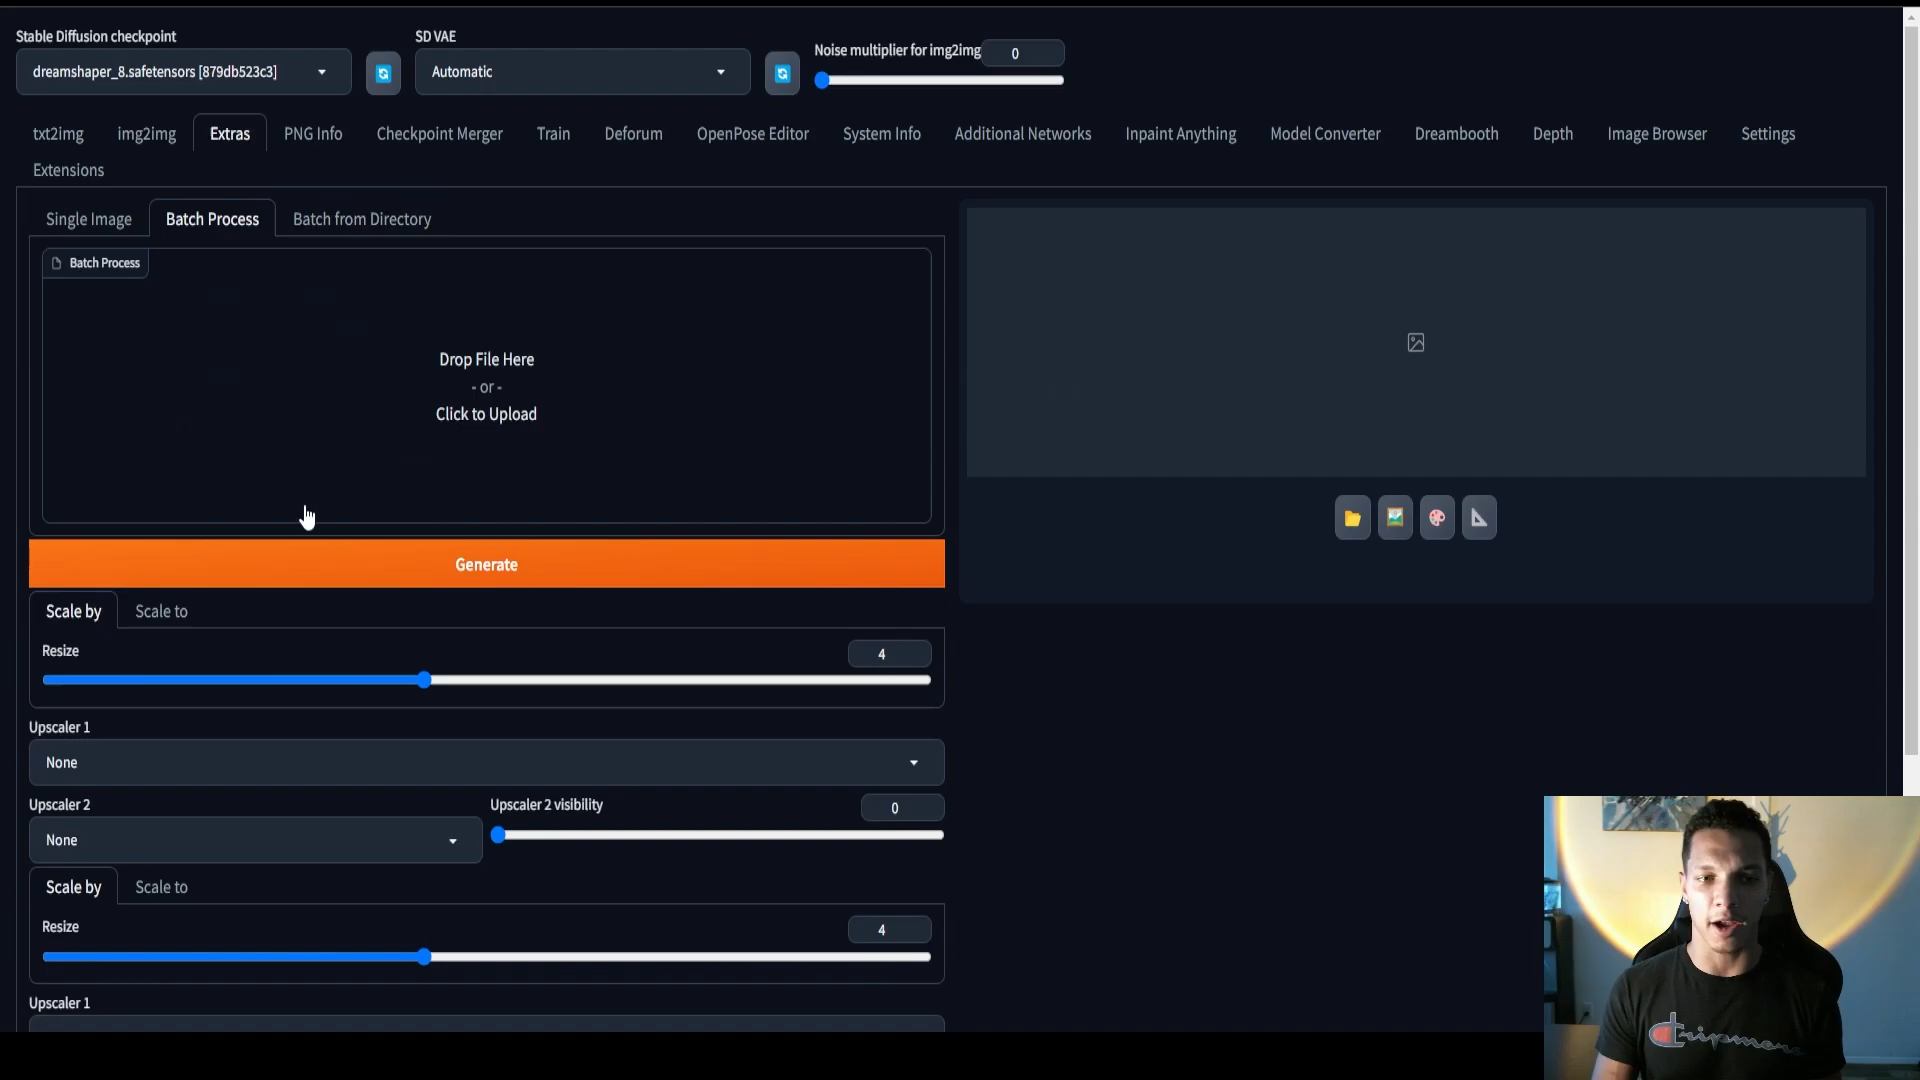 Stable Diffusion checkpoint
SD VAE
Noise multiplier for img2img
0
dreamshaper_8.safetensors [879db523c3]
Automatic
txt2img
img2img
Extras
PNG Info
Checkpoint Merger
Train
Deforum
OpenPose Editor
System Info
Additional Networks
Inpaint Anything
Model Converter
Dreambooth
Depth
Image Browser
Settings
Extensions
Single Image
Batch Process
Batch from Directory
Batch Process
Drop File Here
- or -
Click to Upload
Generate
Scale by
Scale to
Resize
4
Upscaler 1
None
Upscaler 2
Upscaler 2 visibility
0
None
Scale by
Scale to
Resize
4
Upscaler 1